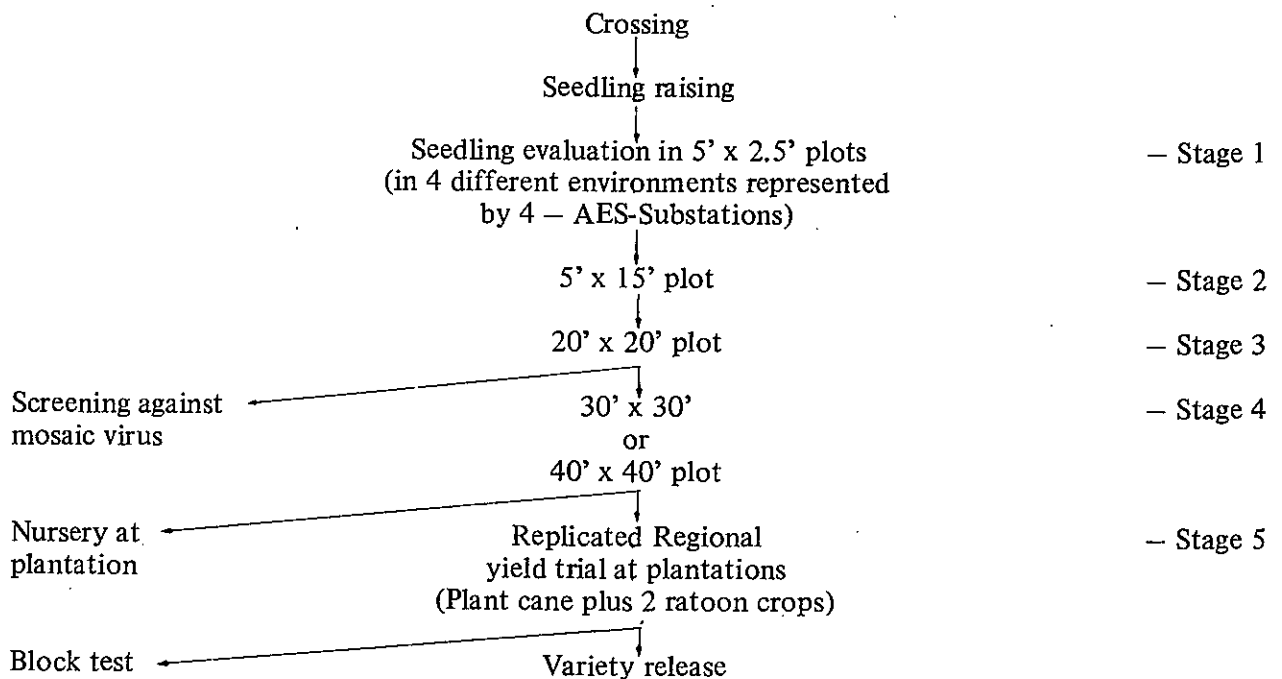 Crossing
Seedling raising
Seedling evaluation in 5’ x 2.5’ plots — Stage 1
(in 4 different environments represented
by 4 — AES-Substations)
5’ x 15’ plot — Stage 2
20’ x 20’ plot — Stage 3
Screening against
mosaic virus
30’ x 30’ — Stage 4
or
40’ x 40’ plot
Nursery at
plantation
Replicated Regional — Stage 5
yield trial at plantations
(Plant cane plus 2 ratoon crops)
Block test
Variety release